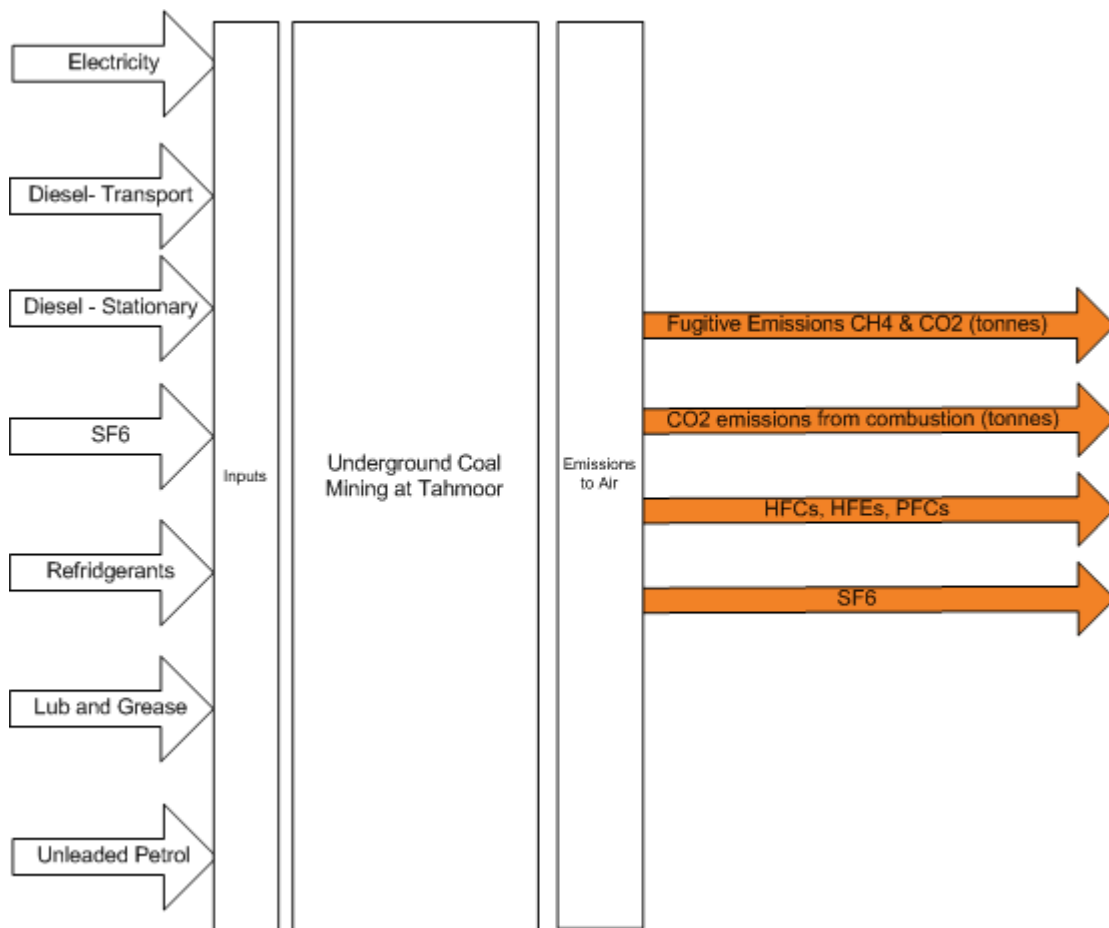 Electricity
Diesel- Transport
Diesel - Stationary
SF6
Refridgerants
Lub and Grease
Unleaded Petrol
Inputs
Underground Coal
Mining at Tahmoor
Emissions
to Air
Fugitive Emissions CH4 & CO2 (tonnes)
CO2 emissions from combustion (tonnes)
HFCs, HFEs, PFCs
SF6